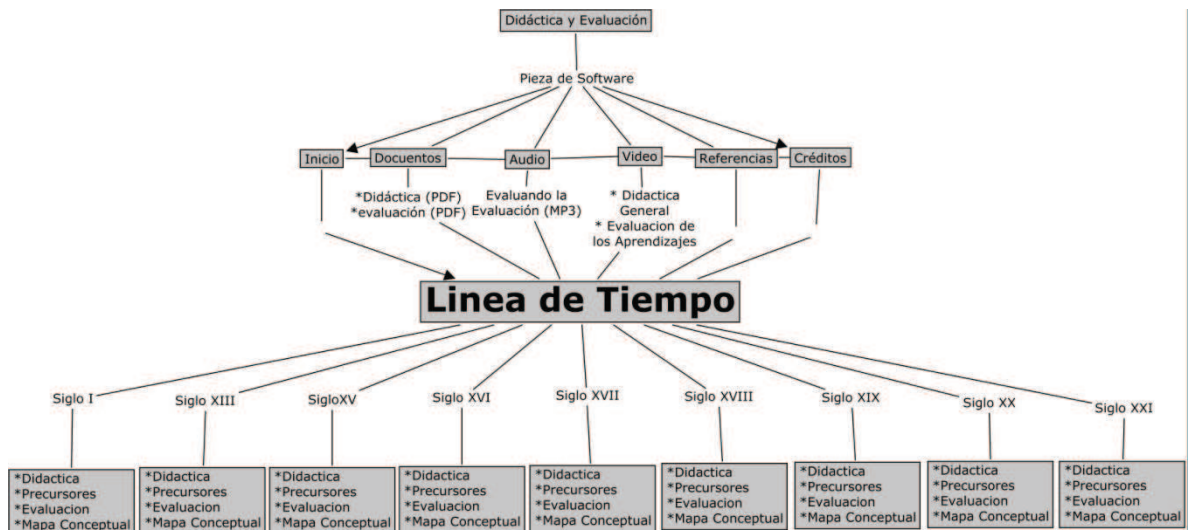 Didáctica y Evaluación
Pieza de Software
Inicio
Docuentos
Audio
Video
Referencias
Créditos
*Didáctica (PDF)
*evaluación (PDF)
Evaluando la
Evaluación (MP3)
* Didactica
General
* Evaluacion de
los Aprendizajes
Linea de Tiempo
Siglo I
Siglo XIII
SigloXV
Siglo XVI
Siglo XVII
Siglo XVIII
Siglo XIX
Siglo XX
Siglo XXI
*Didactica
*Precursores
*Evaluacion
*Mapa Conceptual
*Didactica
*Precursores
*Evaluacion
*Mapa Conceptual
*Didactica
*Precursores
*Evaluacion
*Mapa Conceptual
*Didactica
*Precursores
*Evaluacion
*Mapa Conceptual
*Didactica
*Precursores
*Evaluacion
*Mapa Conceptual
*Didactica
*Precursores
*Evaluacion
*Mapa Conceptual
*Didactica
*Precursores
*Evaluacion
*Mapa Conceptual
*Didactica
*Precursores
*Evaluacion
*Mapa Conceptual
*Didactica
*Precursores
*Evaluacion
*Mapa Conceptual